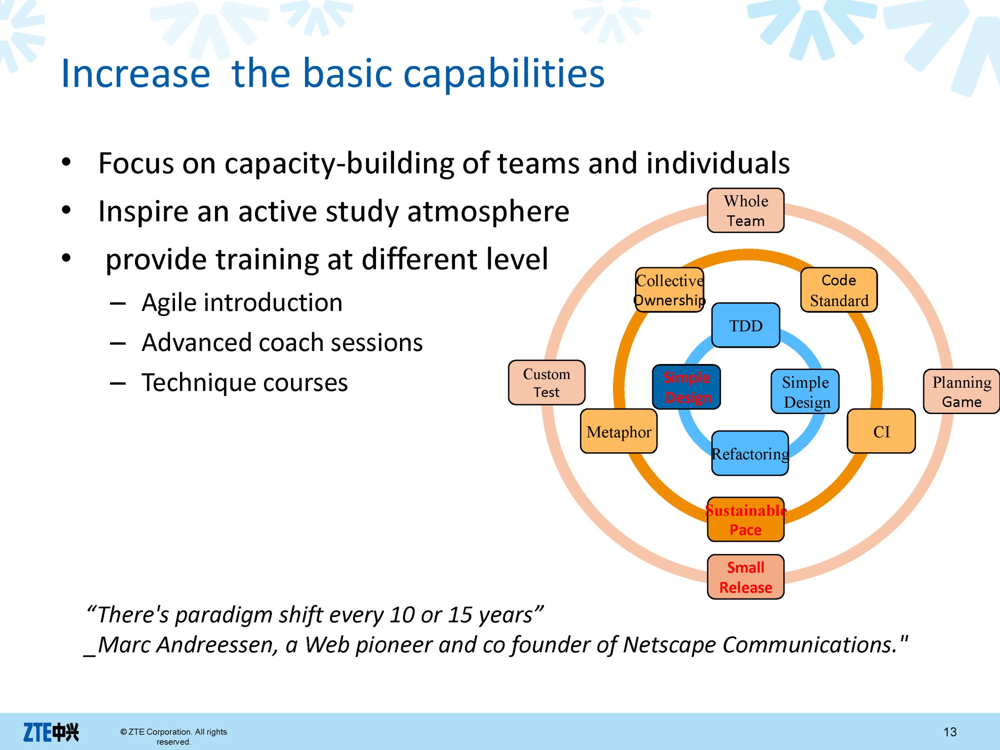 Increase  the basic capabilities
• Focus on capacity-building of teams and individuals
• Inspire an active study atmosphere
• provide training at different level
– Agile introduction
– Advanced coach sessions
– Technique courses
Whole
Team
Collective
Ownership
Code
Standard
TDD
Custom
Test
Simple
Design
Simple
Design
Planning
Game
Metaphor
CI
Refactoring
Sustainable
Pace
Small
Release
“There's paradigm shift every 10 or 15 years”
_Marc Andreessen, a Web pioneer and co founder of Netscape Communications."
ZTE中兴
© ZTE Corporation. All rights
reserved.
13